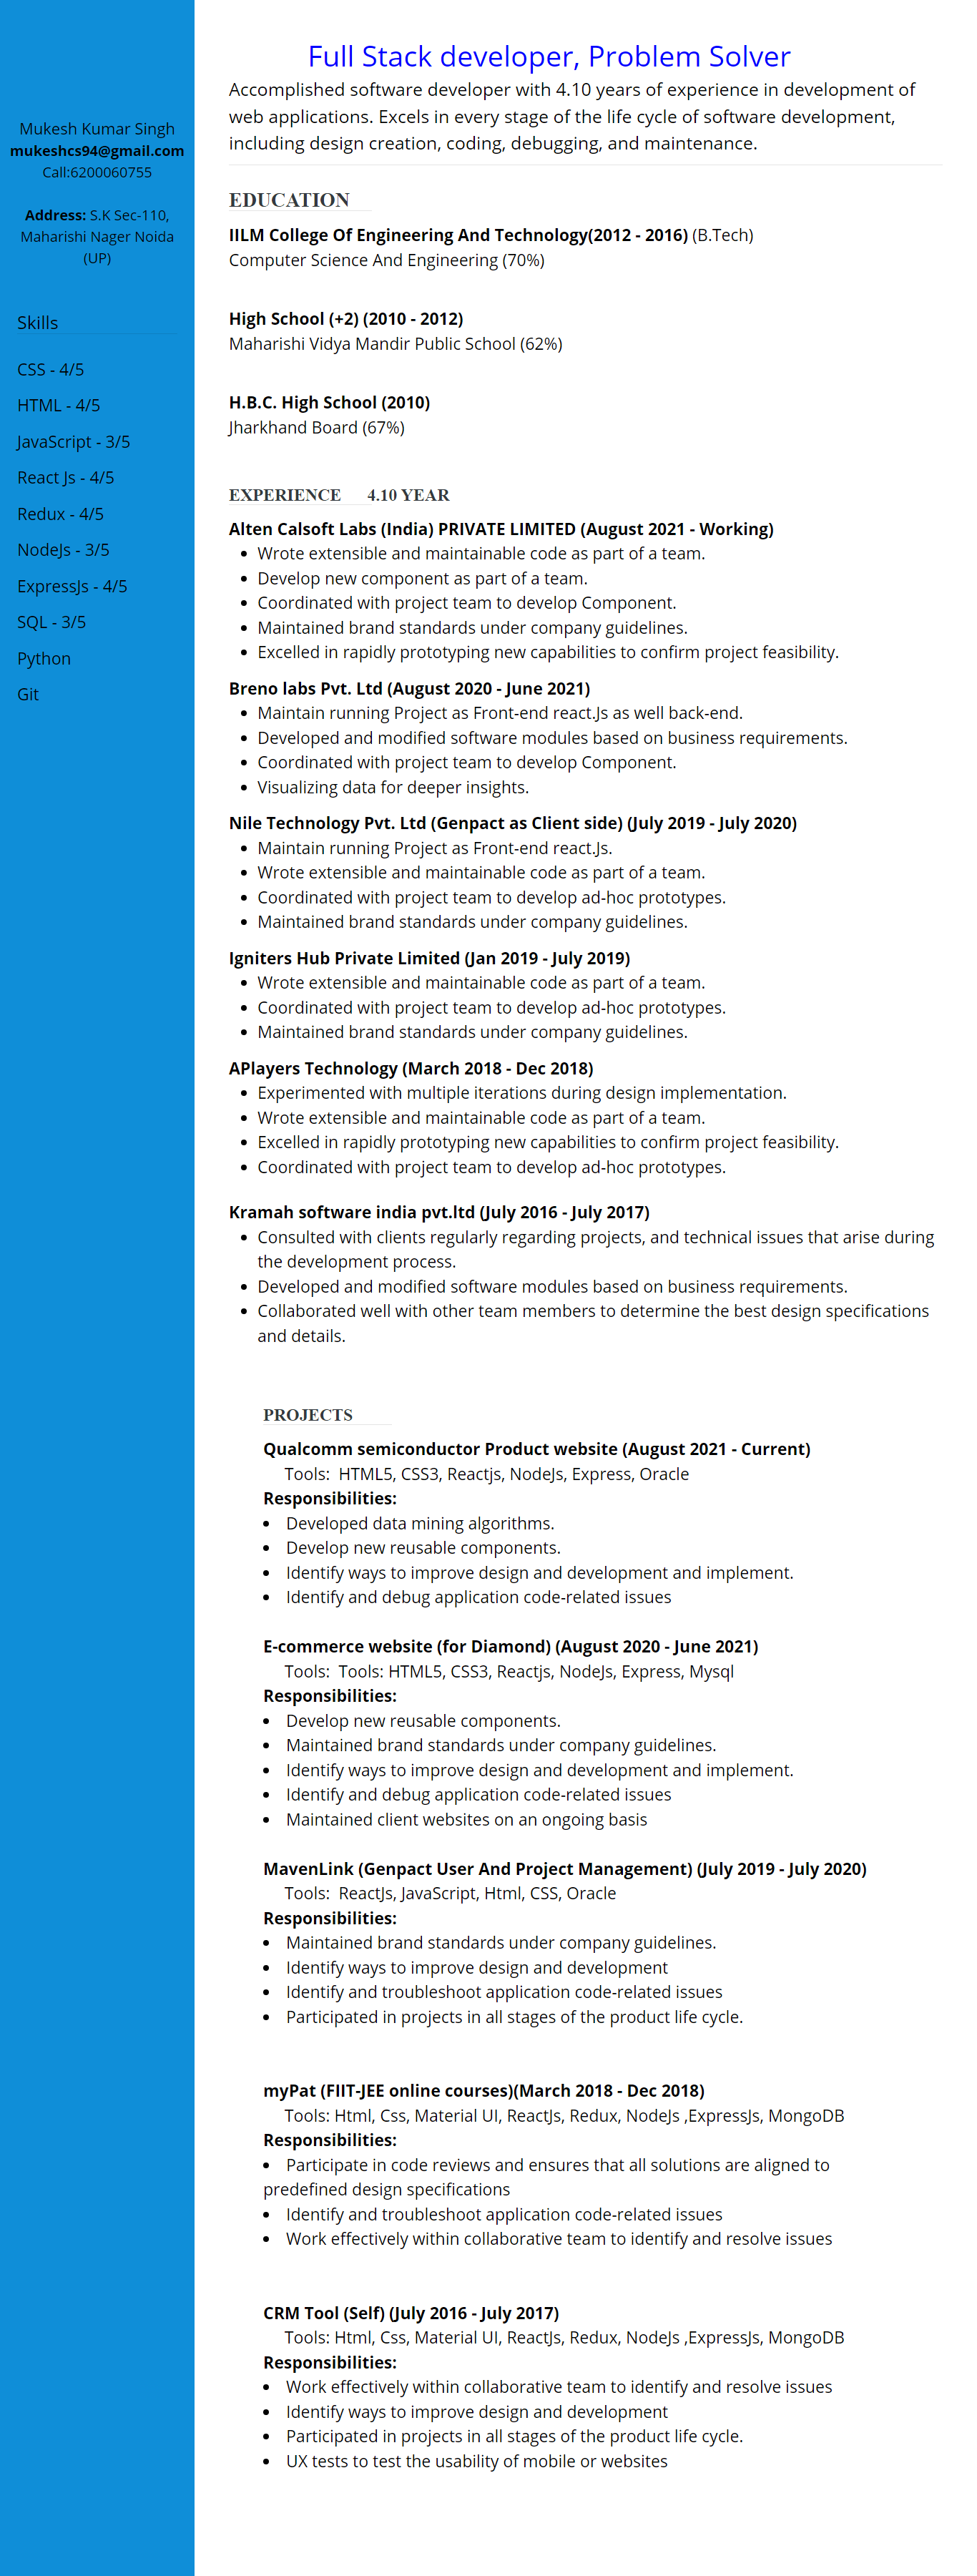 Mukesh Kumar Singh
mukeshcs94@gmail.com
Call:6200060755
Address: S.K Sec-110,
Maharishi Nager Noida
(UP)
Skills
CSS - 4/5
HTML - 4/5
JavaScript - 3/5
React Js - 4/5
Redux - 4/5
NodeJs - 3/5
ExpressJs - 4/5
SQL - 3/5
Python
Git
Full Stack developer, Problem Solver
Accomplished software developer with 4.10 years of experience in development of
web applications. Excels in every stage of the life cycle of software development,
including design creation, coding, debugging, and maintenance.
EDUCATION
IILM College Of Engineering And Technology(2012 - 2016) (B.Tech)
Computer Science And Engineering (70%)
High School (+2) (2010 - 2012)
Maharishi Vidya Mandir Public School (62%)
H.B.C. High School (2010)
Jharkhand Board (67%)
EXPERIENCE 4.10 YEAR
Alten Calsoft Labs (India) PRIVATE LIMITED (August 2021 - Working)
• Wrote extensible and maintainable code as part of a team.
• Develop new component as part of a team.
• Coordinated with project team to develop Component.
• Maintained brand standards under company guidelines.
• Excelled in rapidly prototyping new capabilities to confirm project feasibility.
Breno labs Pvt. Ltd (August 2020 - June 2021)
• Maintain running Project as Front-end react.Js as well back-end.
• Developed and modified software modules based on business requirements.
• Coordinated with project team to develop Component.
• Visualizing data for deeper insights.
Nile Technology Pvt. Ltd (Genpact as Client side) (July 2019 - July 2020)
• Maintain running Project as Front-end react.Js.
• Wrote extensible and maintainable code as part of a team.
• Coordinated with project team to develop ad-hoc prototypes.
• Maintained brand standards under company guidelines.
Igniters Hub Private Limited (Jan 2019 - July 2019)
• Wrote extensible and maintainable code as part of a team.
• Coordinated with project team to develop ad-hoc prototypes.
• Maintained brand standards under company guidelines.
APlayers Technology (March 2018 - Dec 2018)
• Experimented with multiple iterations during design implementation.
• Wrote extensible and maintainable code as part of a team.
• Excelled in rapidly prototyping new capabilities to confirm project feasibility.
• Coordinated with project team to develop ad-hoc prototypes.
Kramah software india pvt.ltd (July 2016 - July 2017)
• Consulted with clients regularly regarding projects, and technical issues that arise during
the development process.
• Developed and modified software modules based on business requirements.
• Collaborated well with other team members to determine the best design specifications
and details.
PROJECTS
Qualcomm semiconductor Product website (August 2021 - Current)
Tools: HTML5, CSS3, Reactjs, NodeJs, Express, Oracle
Responsibilities:
• Developed data mining algorithms.
• Develop new reusable components.
• Identify ways to improve design and development and implement.
• Identify and debug application code-related issues
E-commerce website (for Diamond) (August 2020 - June 2021)
Tools: Tools: HTML5, CSS3, Reactjs, NodeJs, Express, Mysql
Responsibilities:
• Develop new reusable components.
• Maintained brand standards under company guidelines.
• Identify ways to improve design and development and implement.
• Identify and debug application code-related issues
• Maintained client websites on an ongoing basis
MavenLink (Genpact User And Project Management) (July 2019 - July 2020)
Tools: ReactJs, JavaScript, Html, CSS, Oracle
Responsibilities:
• Maintained brand standards under company guidelines.
• Identify ways to improve design and development
• Identify and troubleshoot application code-related issues
• Participated in projects in all stages of the product life cycle.
myPat (FIIT-JEE online courses)(March 2018 - Dec 2018)
Tools: Html, Css, Material UI, ReactJs, Redux, NodeJs ,ExpressJs, MongoDB
Responsibilities:
• Participate in code reviews and ensures that all solutions are aligned to
predefined design specifications
• Identify and troubleshoot application code-related issues
• Work effectively within collaborative team to identify and resolve issues
CRM Tool (Self) (July 2016 - July 2017)
Tools: Html, Css, Material UI, ReactJs, Redux, NodeJs ,ExpressJs, MongoDB
Responsibilities:
• Work effectively within collaborative team to identify and resolve issues
• Identify ways to improve design and development
• Participated in projects in all stages of the product life cycle.
• UX tests to test the usability of mobile or websites